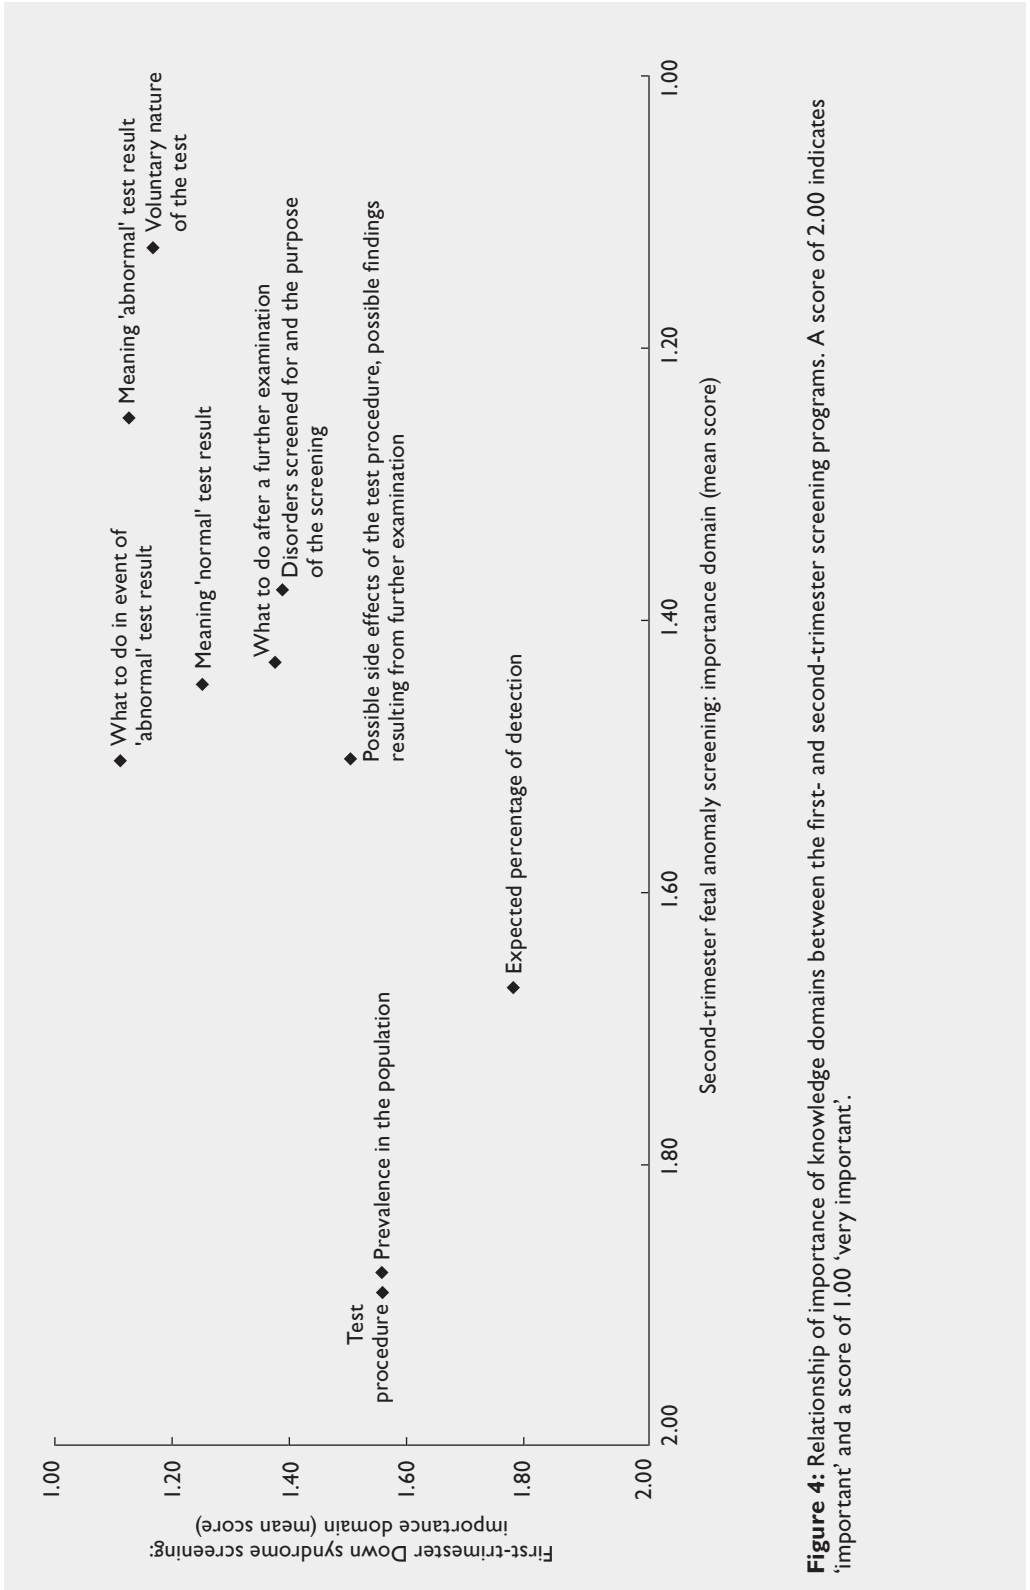 First-trimester Down syndrome screening:
importance domain (mean score)
1.00
1.20
1.40
1.60
1.80
2.00
What to do in event of
'abnormal' test result
Meaning 'abnormal' test result
Voluntary nature
of the test
Meaning 'normal' test result
What to do after a further examination
Disorders screened for and the purpose
of the screening
Possible side effects of the test procedure, possible findings
resulting from further examination
Test
procedure
Prevalence in the population
Expected percentage of detection
2.00
1.80
1.60
1.40
1.20
1.00
Second-trimester fetal anomaly screening: importance domain (mean score)
Figure 4: Relationship of importance of knowledge domains between the first- and second-trimester screening programs. A score of 2.00 indicates
'important' and a score of 1.00 'very important'.